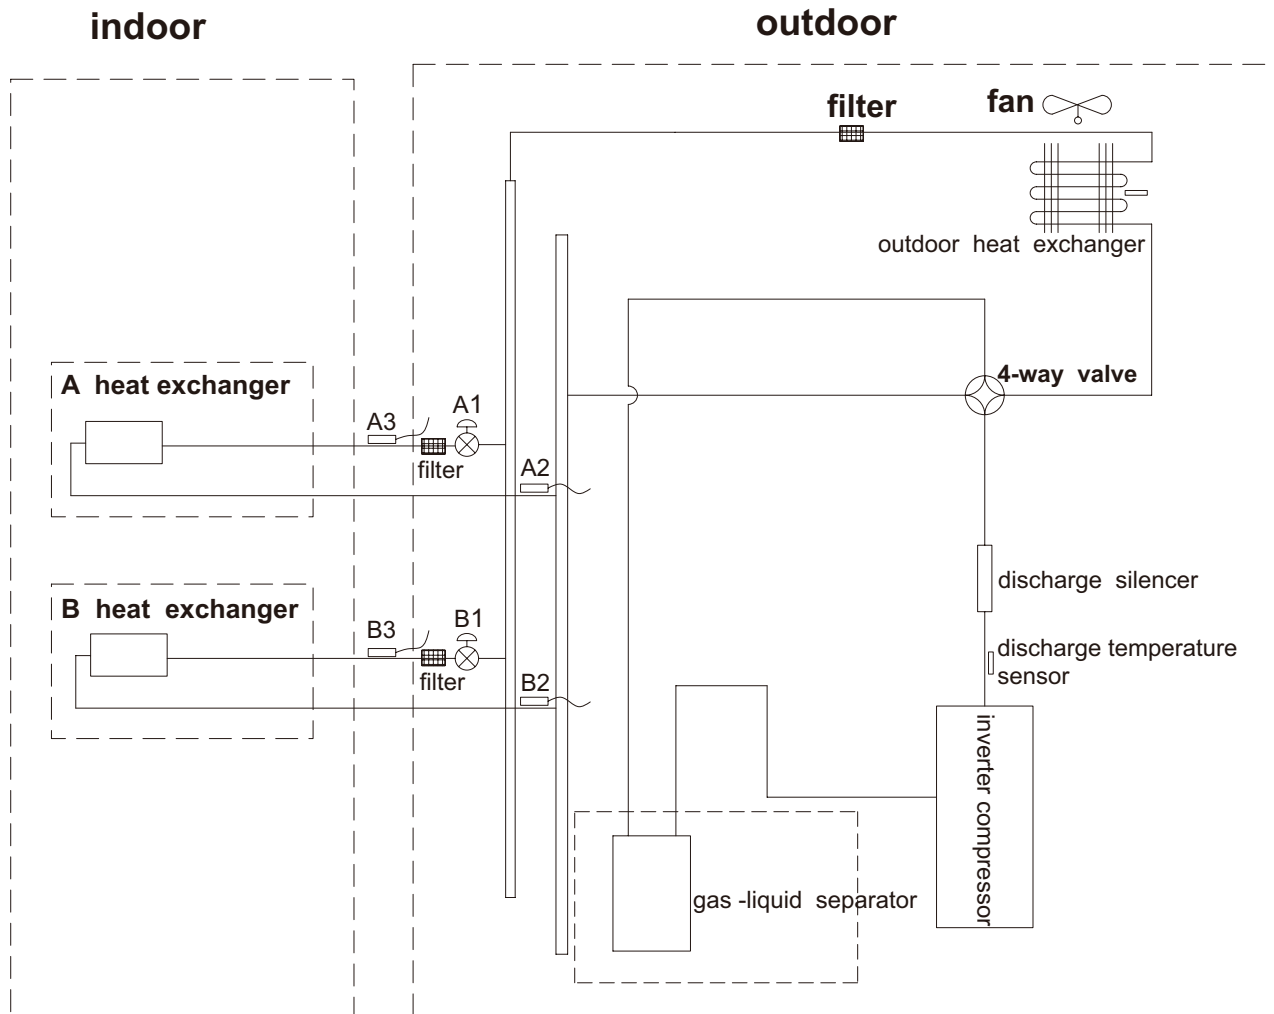 indoor
outdoor
filter
fan
outdoor heat exchanger
4-way valve
A heat exchanger
A3
A1
filter
A2
B heat exchanger
B3
B1
filter
B2
discharge silencer
discharge temperature
sensor
inverter compressor
gas -liquid separator